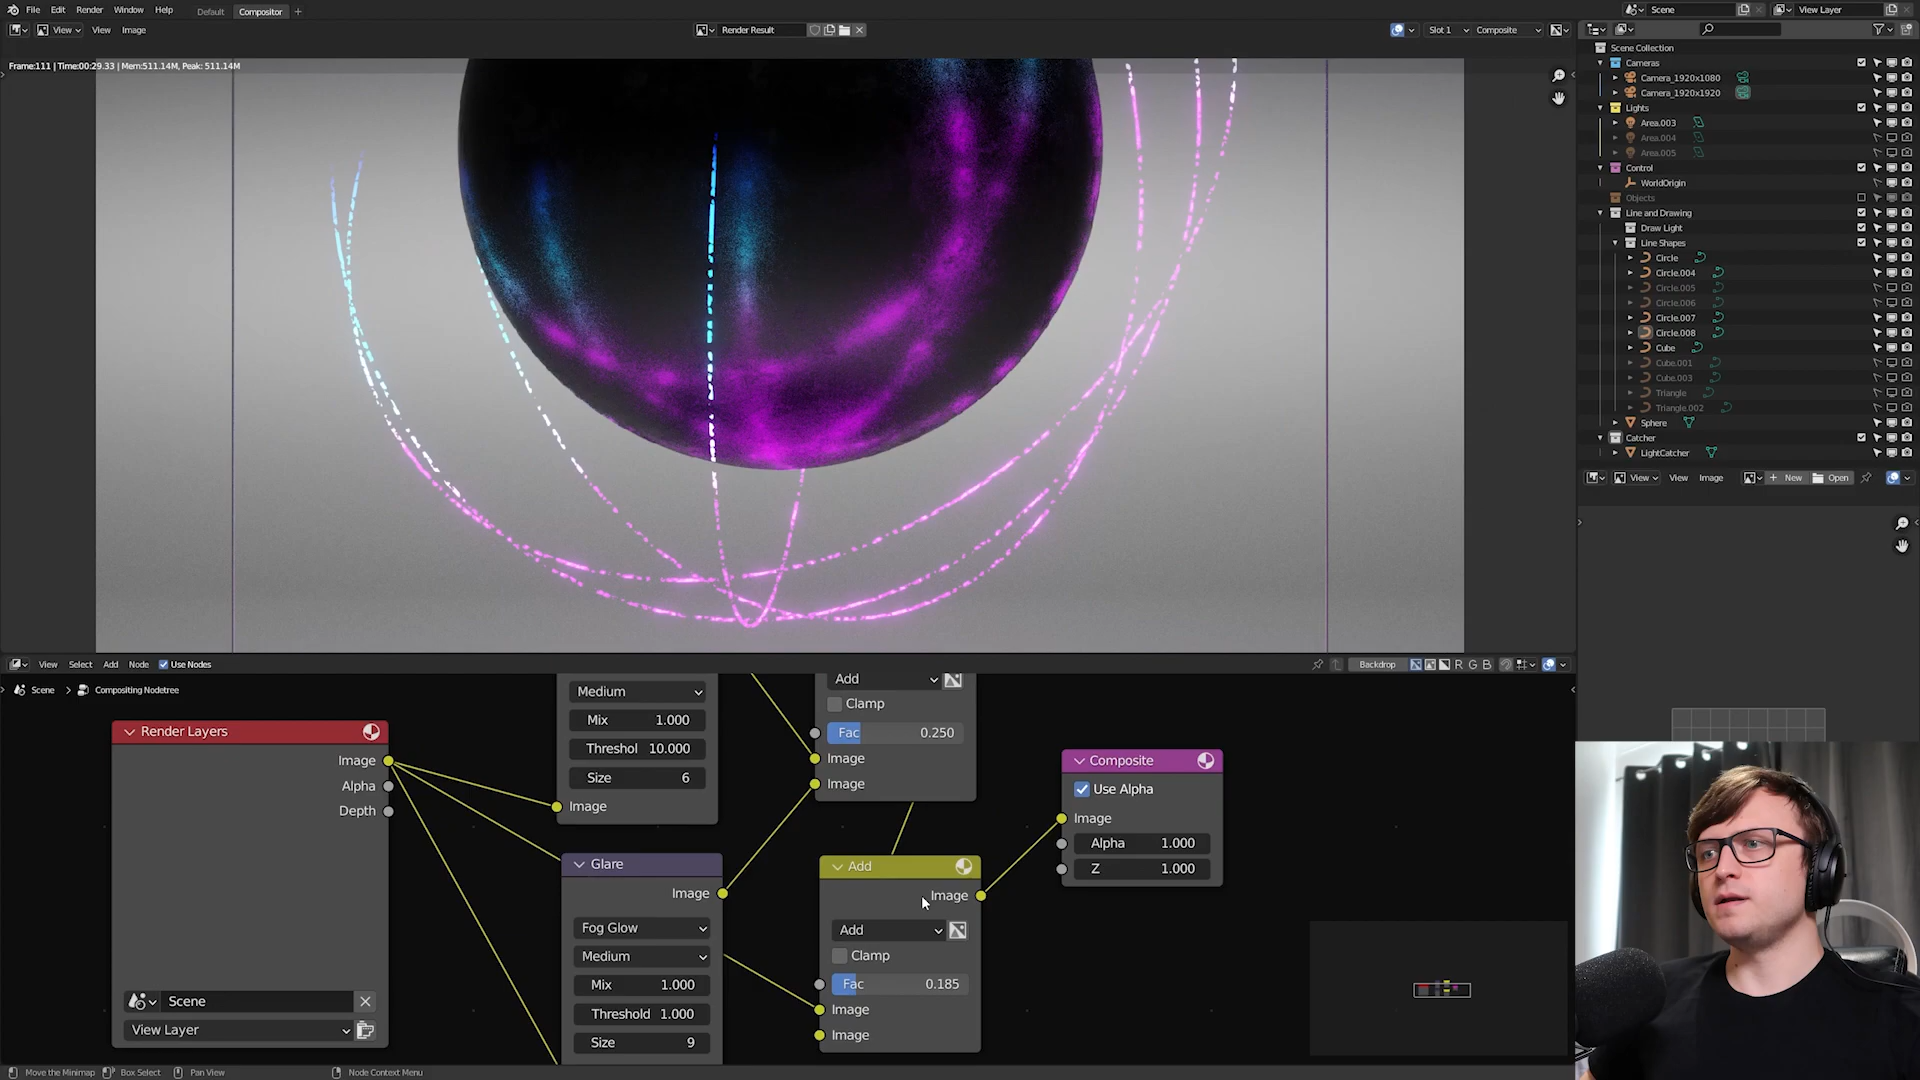 File Edit Render Window Help Default Compositor +
Scene View Layer
View View Image Render Result Slot 1 Composite
Frame:111 | Time:00:29.33 | Mem:511.14M, Peak: 511.14M
Scene Collection
Cameras
Camera_1920x1080
Camera_1920x1920
Lights
Area.003
Area.004
Area.005
Control
WorldOrigin
Objects
Line and Drawing
Draw Light
Line Shapes
Circle
Circle.004
Circle.005
Circle.006
Circle.007
Circle.008
Cube
Cube.001
Cube.003
Triangle
Triangle.002
Sphere
Catcher
LightCatcher
View View Image + New Open
View Select Add Node Use Nodes Backdrop R G B
Scene > Compositing Nodetree
Render Layers
Image
Alpha
Depth
Scene
View Layer
Medium
Mix 1.000
Threshol 10.000
Size 6
Image
Glare
Image
Fog Glow
Medium
Mix 1.000
Threshold 1.000
Size 9
Add
Clamp
Fac 0.250
Image
Image
Add
Image
Add
Clamp
Fac 0.185
Image
Image
Composite
Use Alpha
Image
Alpha 1.000
Z 1.000
Move the Minimap Box Select Pan View Node Context Menu